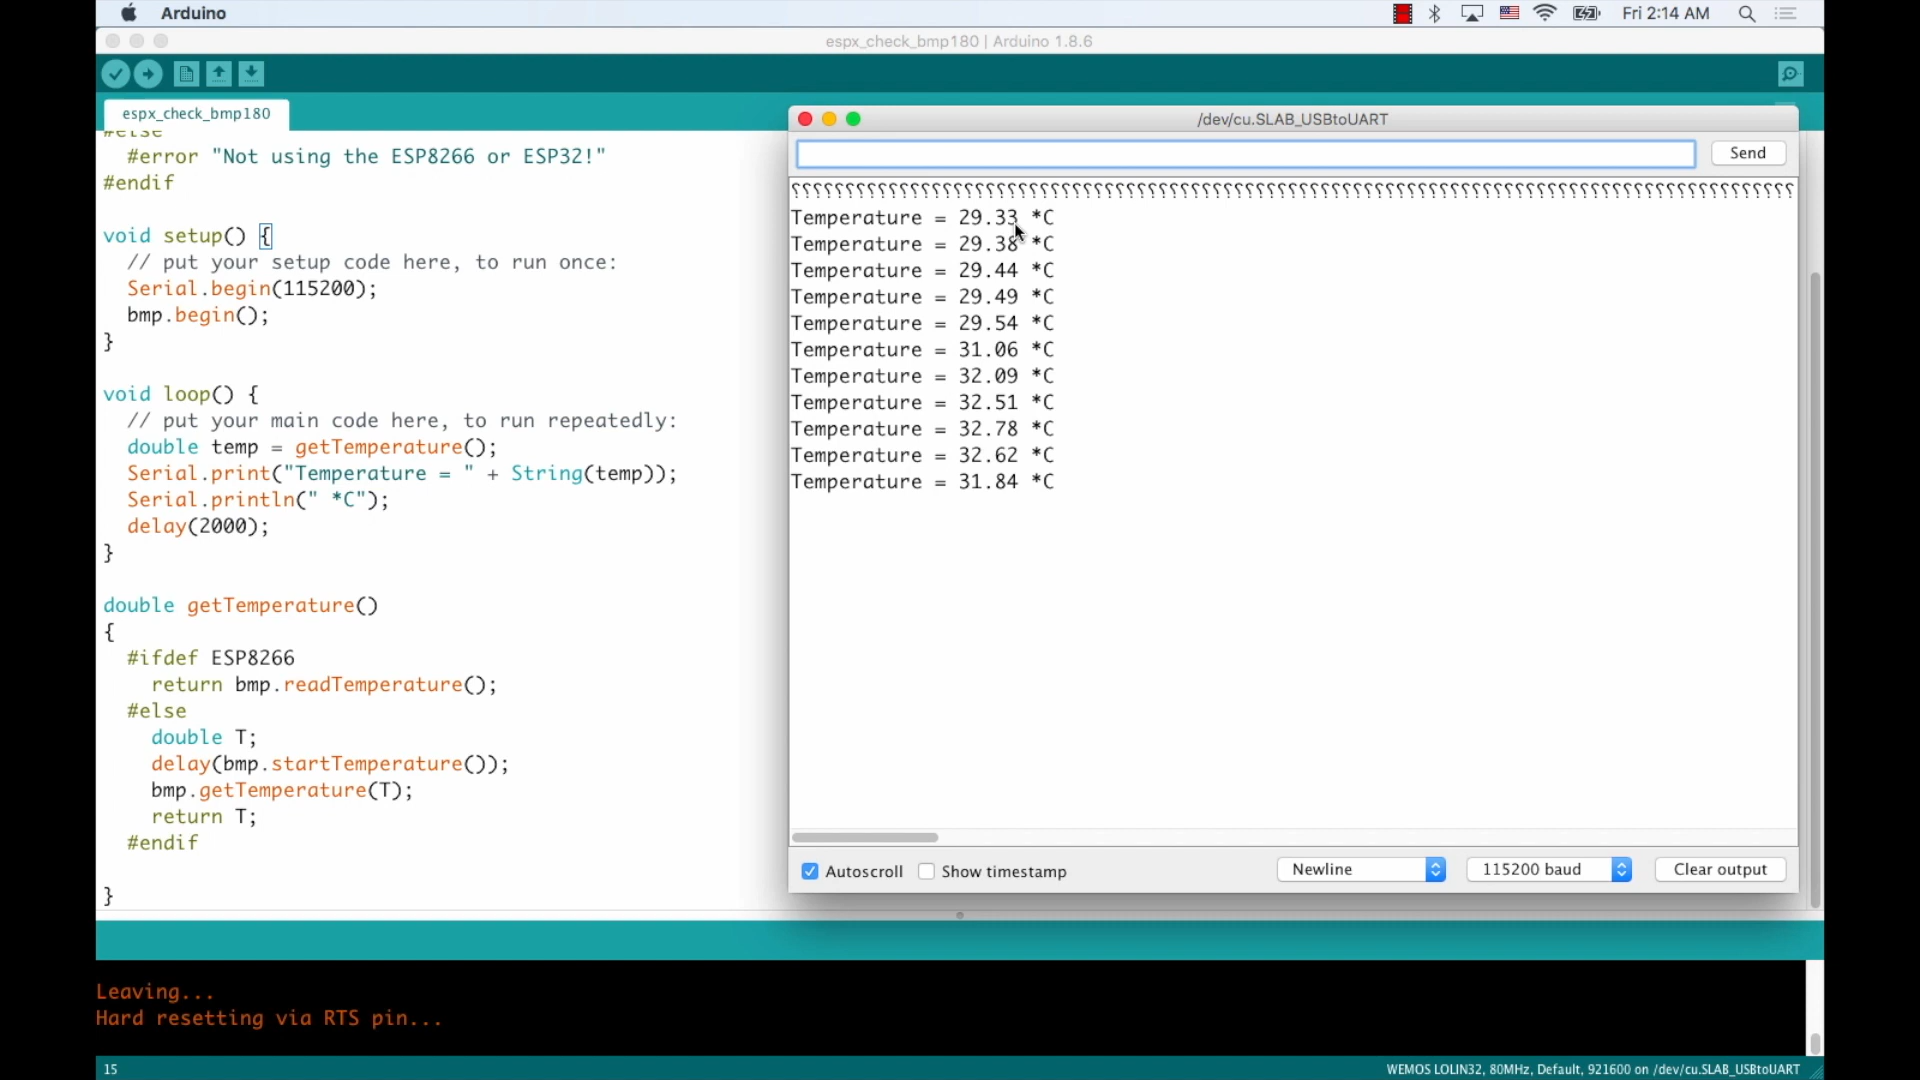 Arduino
Fri 2:14 AM
espx_check_bmp180 | Arduino 1.8.6
espx_check_bmp180
#else
#error "Not using the ESP8266 or ESP32!"
#endif
void setup() {
// put your setup code here, to run once:
Serial.begin(115200);
bmp.begin();
}
void loop() {
// put your main code here, to run repeatedly:
double temp = getTemperature();
Serial.print("Temperature = " + String(temp));
Serial.println(" *C");
delay(2000);
}
double getTemperature()
{
#ifdef ESP8266
return bmp.readTemperature();
#else
double T;
delay(bmp.startTemperature());
bmp.getTemperature(T);
return T;
#endif
}
/dev/cu.SLAB_USBtoUART
Send
Temperature = 29.33 *C
Temperature = 29.38 *C
Temperature = 29.44 *C
Temperature = 29.49 *C
Temperature = 29.54 *C
Temperature = 31.06 *C
Temperature = 32.09 *C
Temperature = 32.51 *C
Temperature = 32.78 *C
Temperature = 32.62 *C
Temperature = 31.84 *C
Autoscroll
Show timestamp
Newline
115200 baud
Clear output
Leaving...
Hard resetting via RTS pin...
15
WEMOS LOLIN32, 80MHz, Default, 921600 on /dev/cu.SLAB_USBtoUART